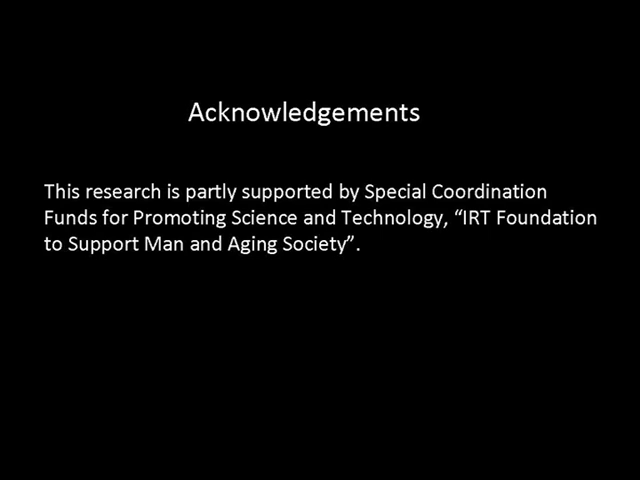 Acknowledgements
This research is partly supported by Special Coordination
Funds for Promoting Science and Technology, “IRT Foundation
to Support Man and Aging Society”.